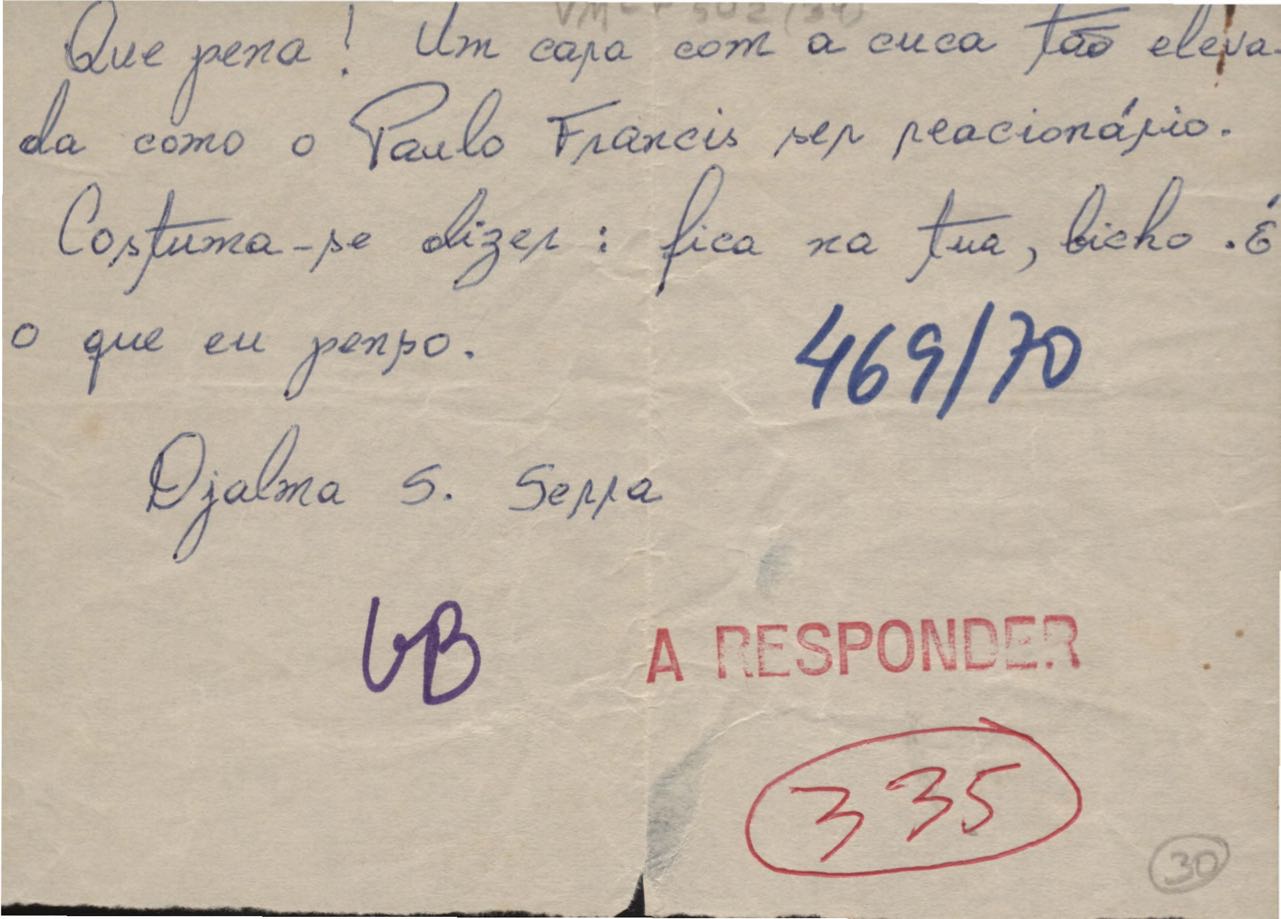 Que pena! Um cara com a cuca tão eleva-
da como o Paulo Francis ser reacionário.
Costuma-se dizer: fica na tua, bicho. É
o que eu penso.
469/70
Djalma S. Serra
GB
A RESPONDER
335
30